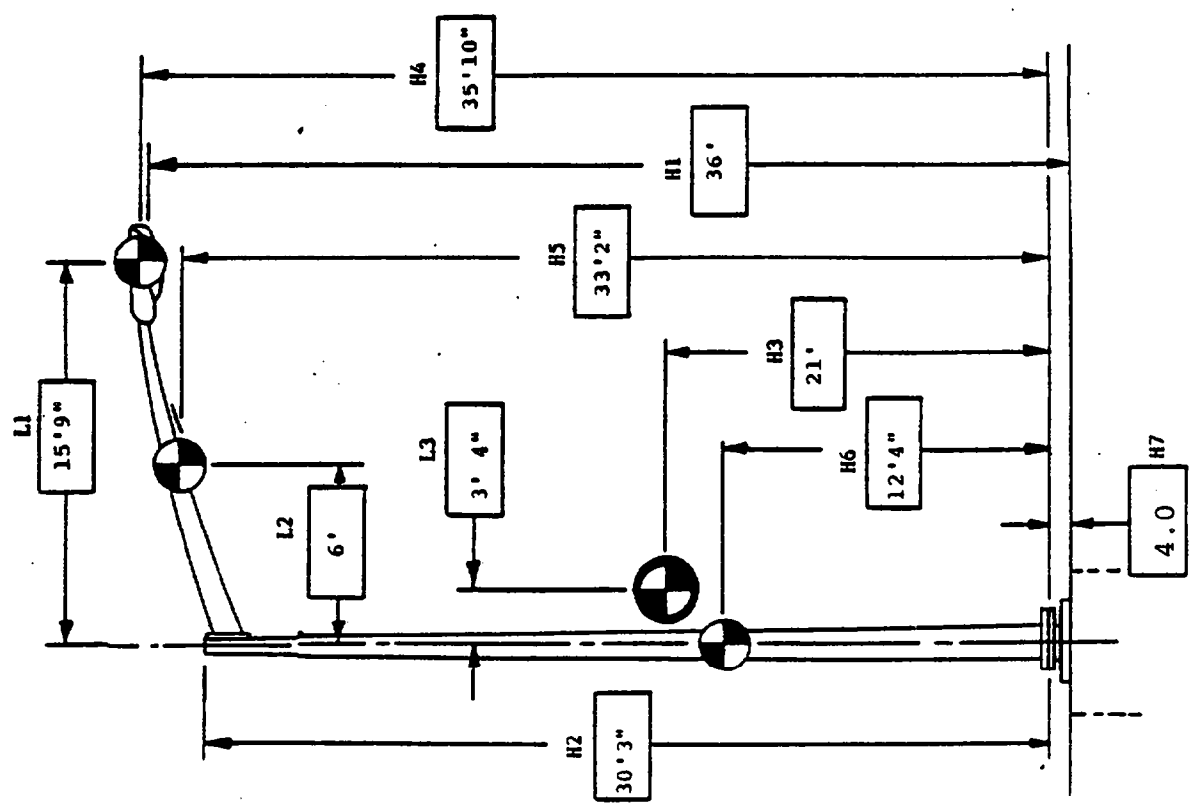 H4
35'10"
H1
36'
H5
33'2"
H3
21'
H6
12'4"
H7
4.0
L1
15'9"
L2
6'
L3
3' 4"
H2
30'3"